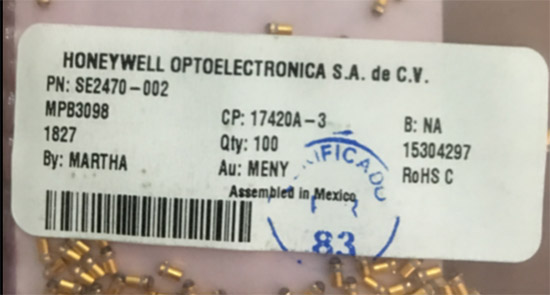 HONEYWELL OPTOELECTRONICA S.A. de C.V.
PN: SE2470-002
MPB3098
CP: 17420A-3
B: NA
1827
Qty: 100
15304297
By: MARTHA
Au: MENY
RoHS C
Assembled in Mexico
83